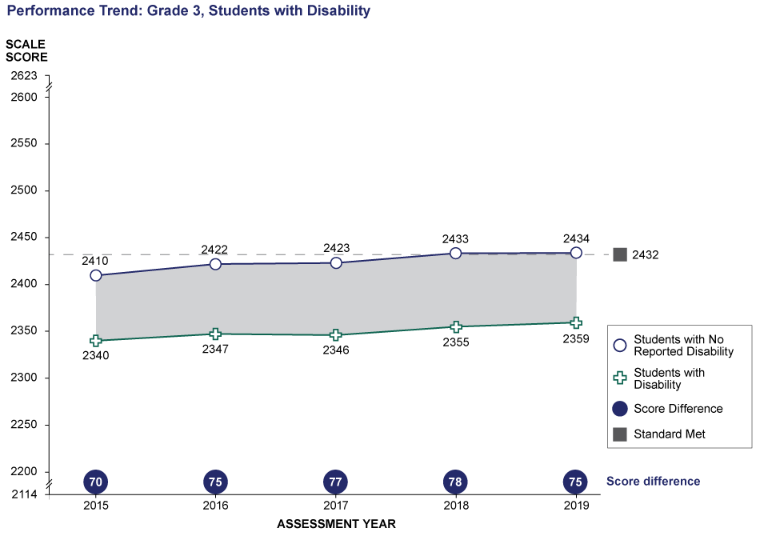 Performance Trend: Grade 3, Students with Disability
SCALE
SCORE
2623
2600
2550
2500
2450
2400
2350
2300
2250
2200
2114
2410
2422
2423
2433
2434
2432
2340
2347
2346
2355
2359
Students with No
Reported Disability
Students with
Disability
Score Difference
Standard Met
70
75
77
78
75
Score difference
2015
2016
2017
2018
2019
ASSESSMENT YEAR